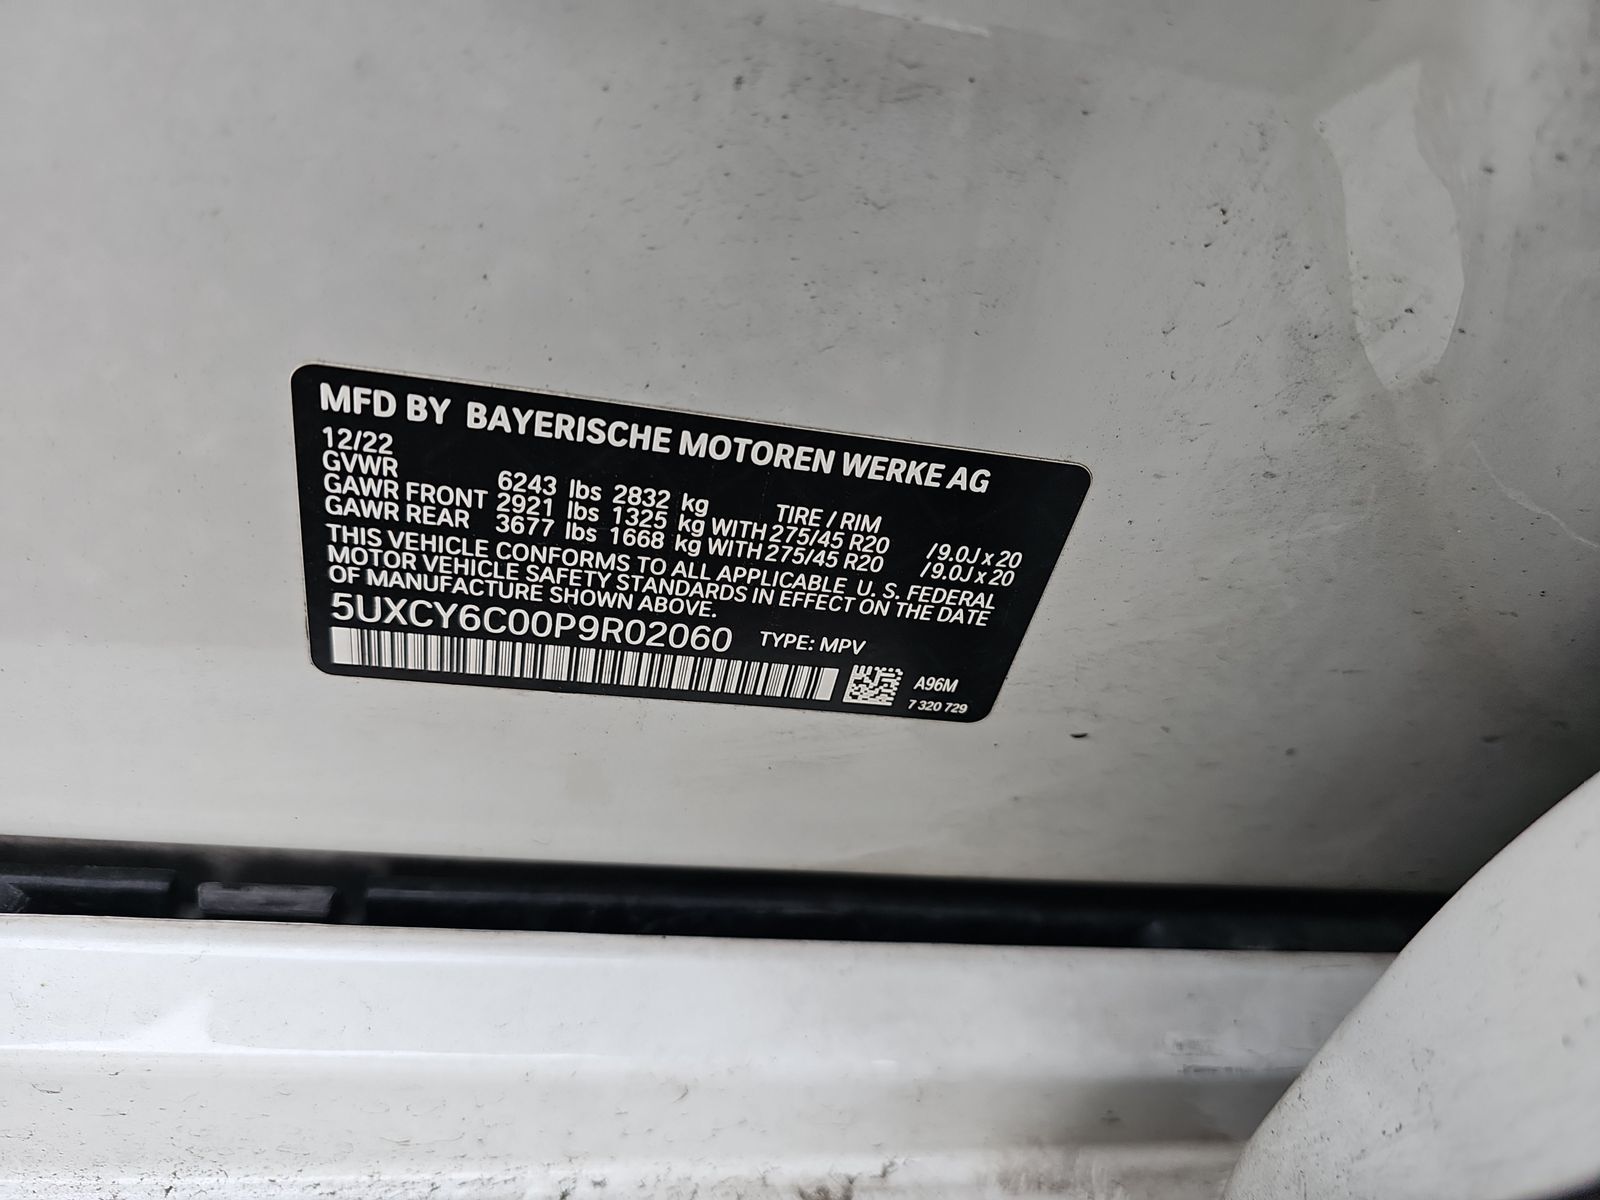 MFD BY BAYERISCHE MOTOREN WERKE AG
12/22
GVWR 6243 lbs 2832 kg TIRE / RIM
GAWR FRONT 2921 lbs 1325 kg WITH 275/45 R20 / 9.0J x 20
GAWR REAR 3677 lbs 1668 kg WITH 275/45 R20 / 9.0J x 20
THIS VEHICLE CONFORMS TO ALL APPLICABLE U. S. FEDERAL
MOTOR VEHICLE SAFETY STANDARDS IN EFFECT ON THE DATE
OF MANUFACTURE SHOWN ABOVE.
5UXCY6C00P9R02060 TYPE: MPV
A96M
7 320 729